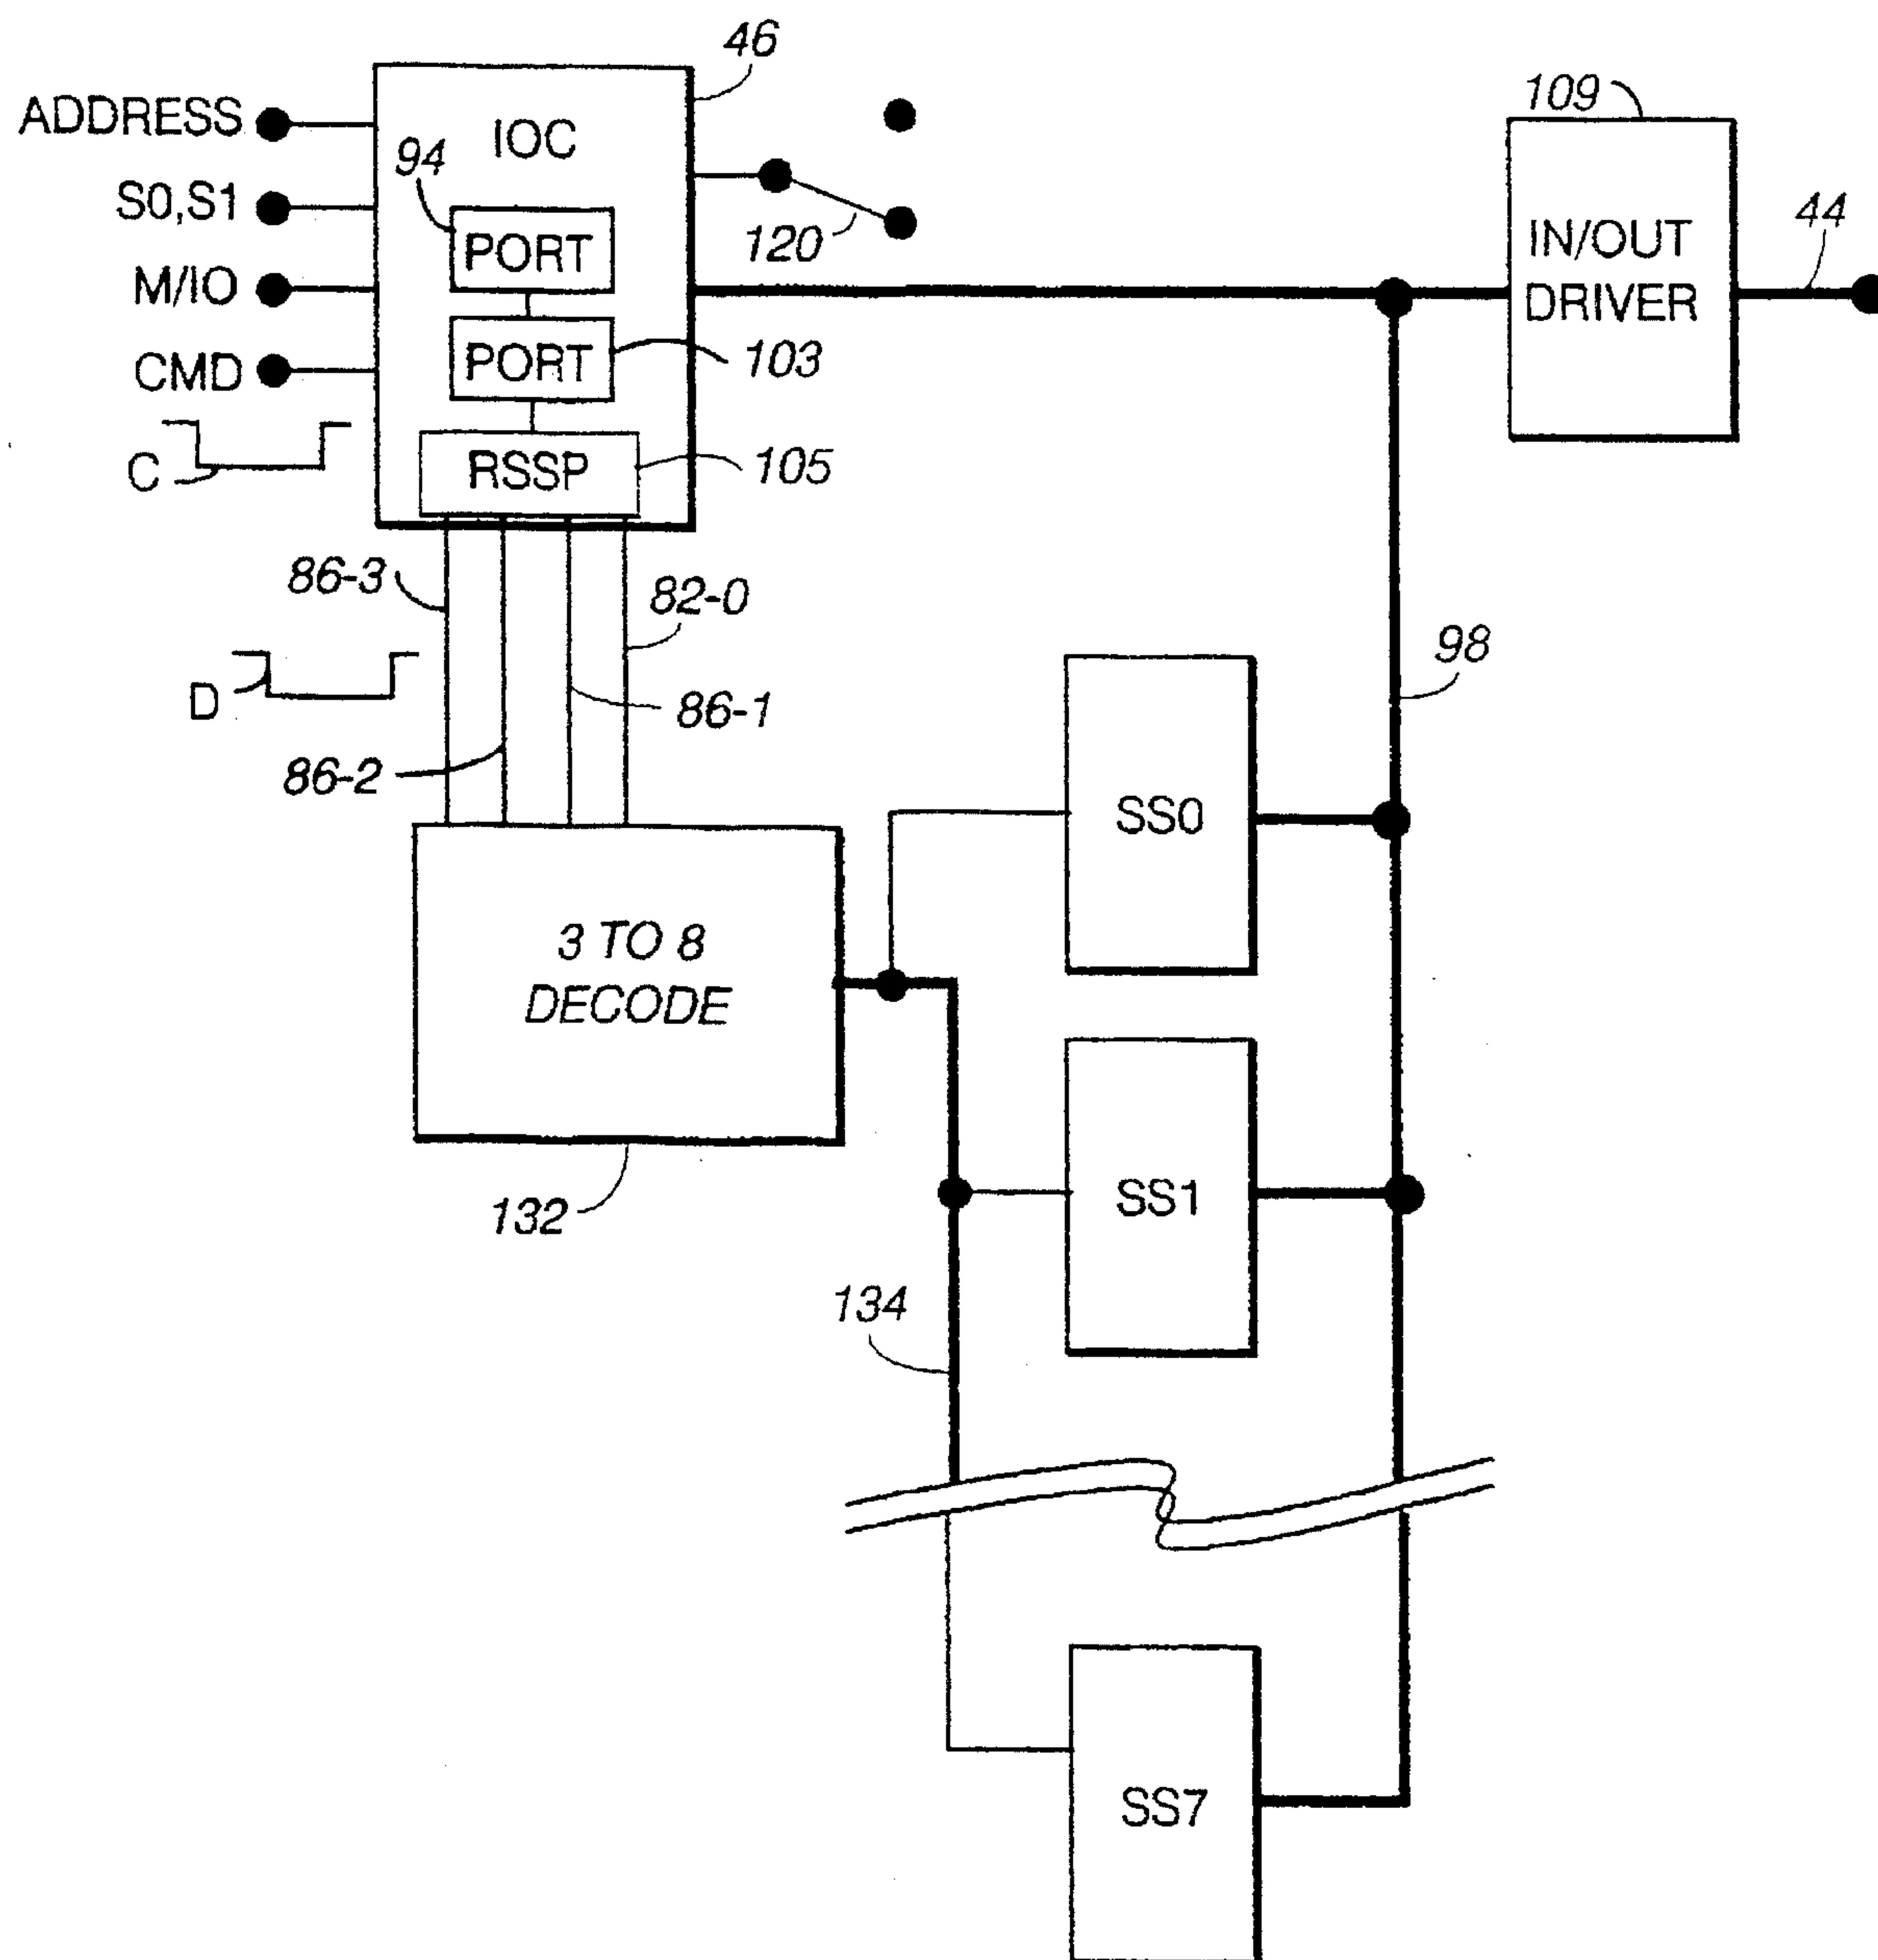 46
ADDRESS
IOC
109
94
S0,S1
PORT
120
IN/OUT
DRIVER
44
M/IO
CMD
PORT
103
C
RSSP
105
86-3
82-0
98
D
86-1
86-2
SS0
3 TO 8
DECODE
132
SS1
134
SS7